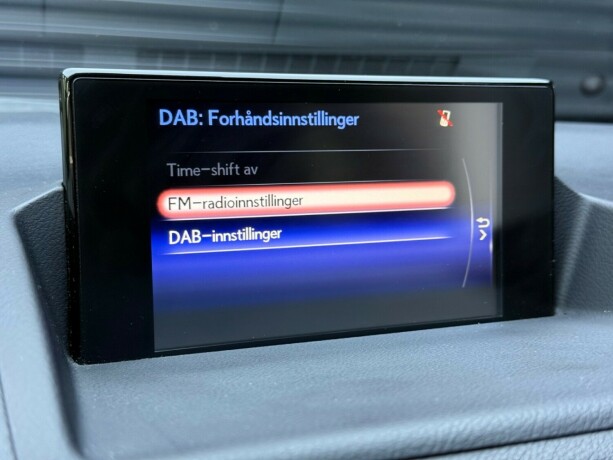 DAB: Forhåndsinnstillinger
Time-shift av
FM-radioinnstillinger
DAB-innstillinger